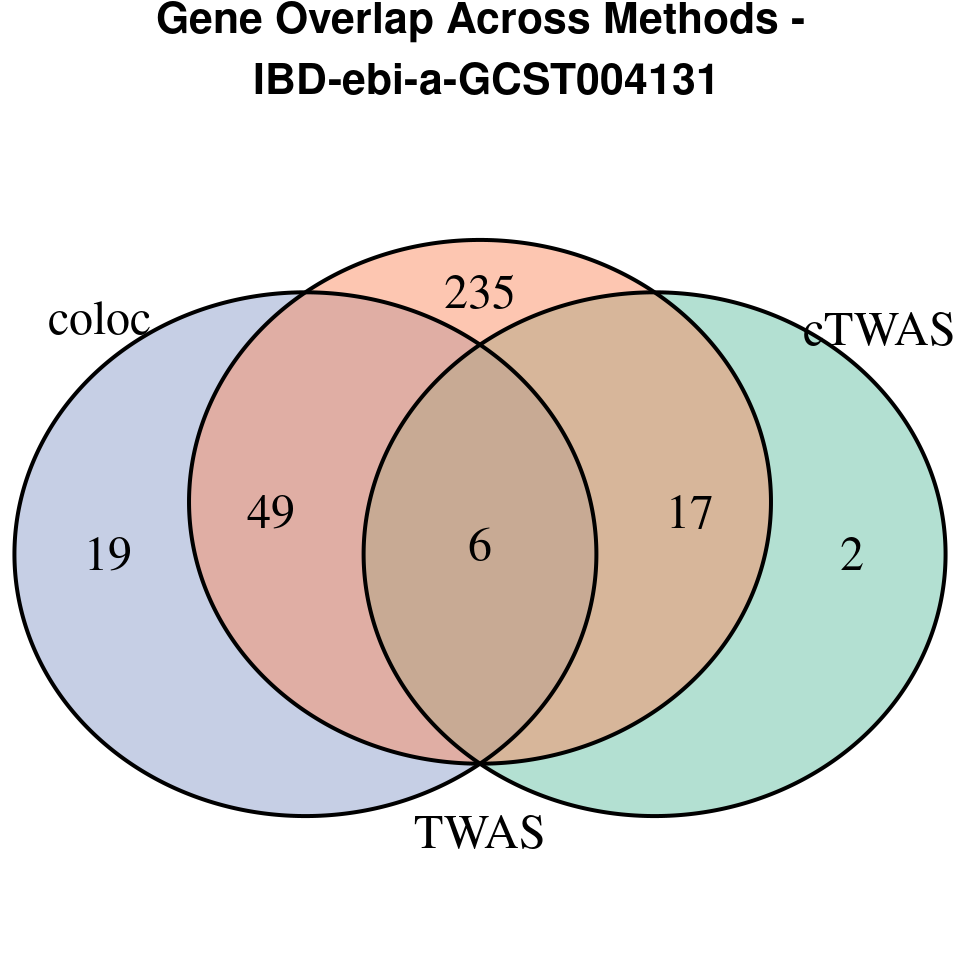 Gene Overlap Across Methods -
IBD-ebi-a-GCST004131
235
coloc
cTWAS
49
17
6
19
2
TWAS